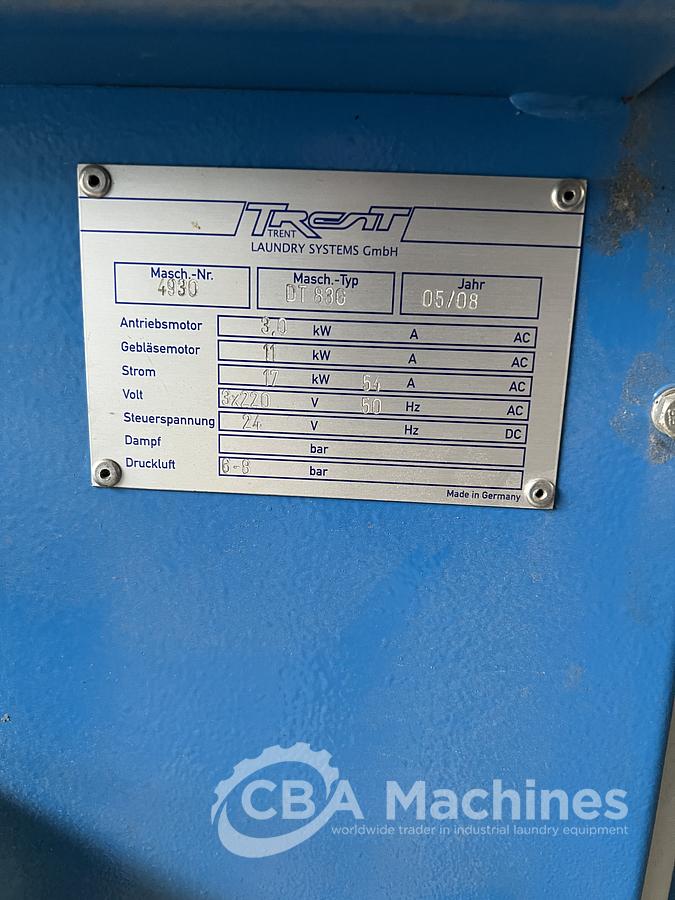 TRENT
TRENT
LAUNDRY SYSTEMS GmbH
Masch.-Nr. Masch.-Typ Jahr
4930 DT 83G 05/08
Antriebsmotor 3,0 kW A AC
Gebläsemotor 11 kW A AC
Strom 17 kW 54 A AC
Volt 3x220 V 50 Hz AC
Steuerspannung 24 V Hz DC
Dampf bar
Druckluft 6-8 bar
Made in Germany
CBA Machines
worldwide trader in industrial laundry equipment